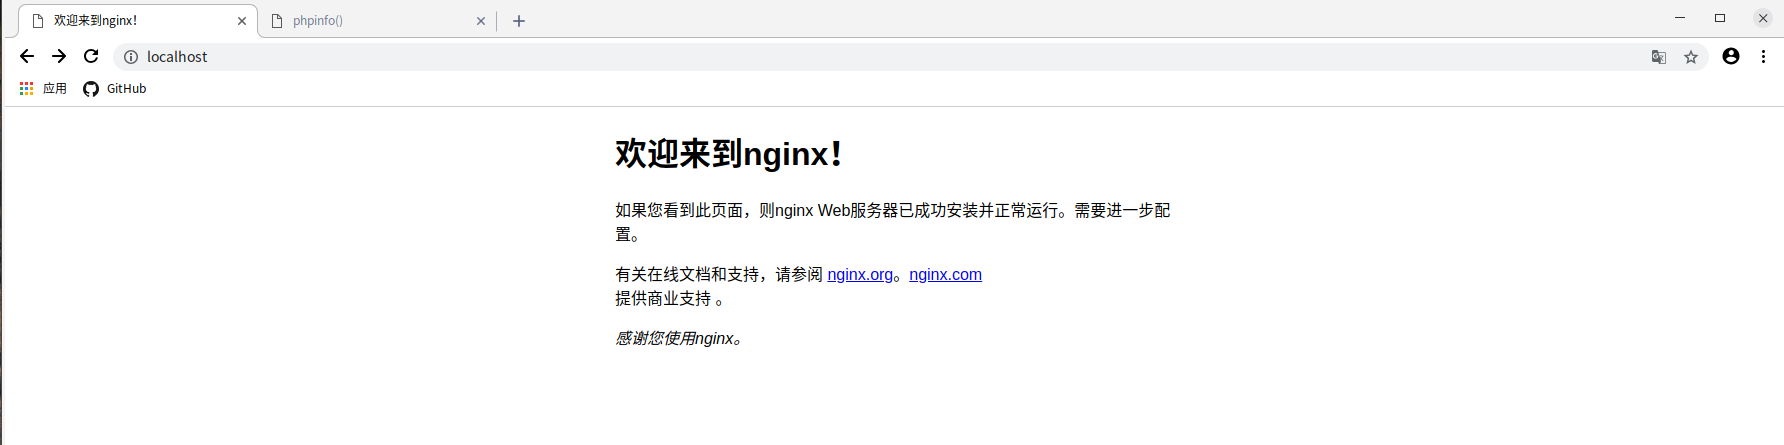 欢迎来到nginx！
phpinfo()
localhost
应用
GitHub
欢迎来到nginx！
如果您看到此页面，则nginx Web服务器已成功安装并正常运行。需要进一步配
置。
有关在线文档和支持，请参阅 nginx.org。nginx.com
提供商业支持 。
感谢您使用nginx。